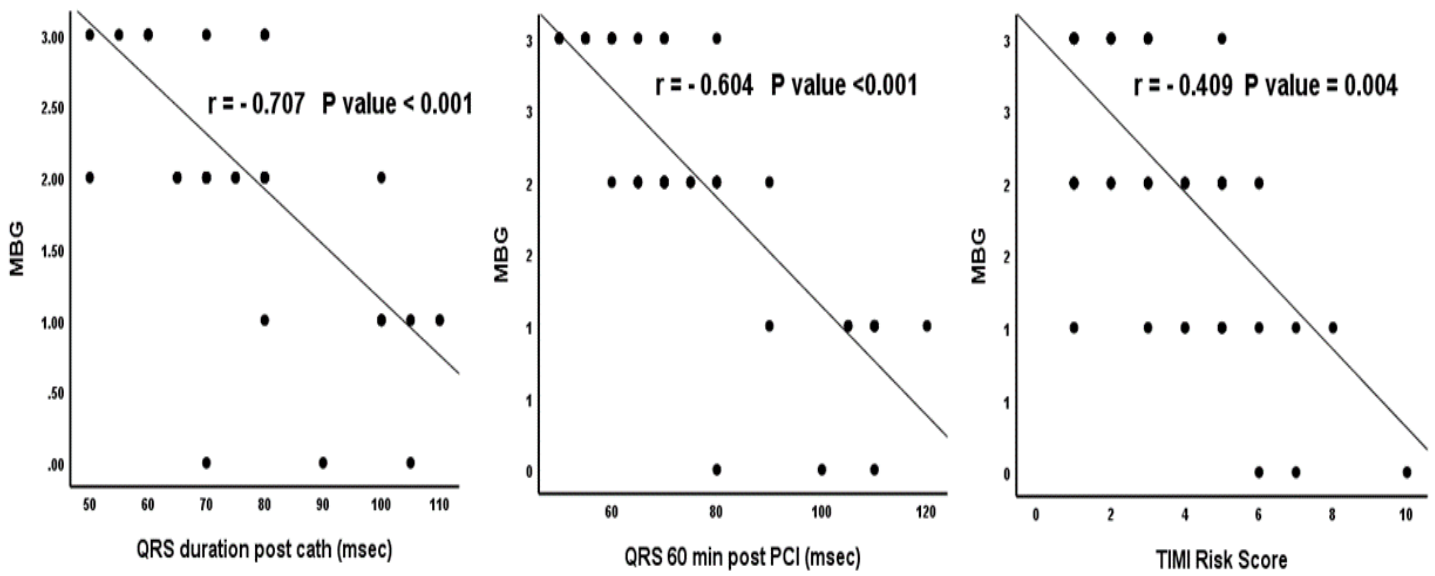 3.00
2.50
2.00
1.50
1.00
.50
.00
MBG
r = - 0.707 P value < 0.001
50 60 70 80 90 100 110
QRS duration post cath (msec)
3
3
2
2
1
1
0
MBG
r = - 0.604 P value <0.001
60 80 100 120
QRS 60 min post PCI (msec)
3
3
2
2
1
1
0
MBG
r = - 0.409 P value = 0.004
0 2 4 6 8 10
TIMI Risk Score